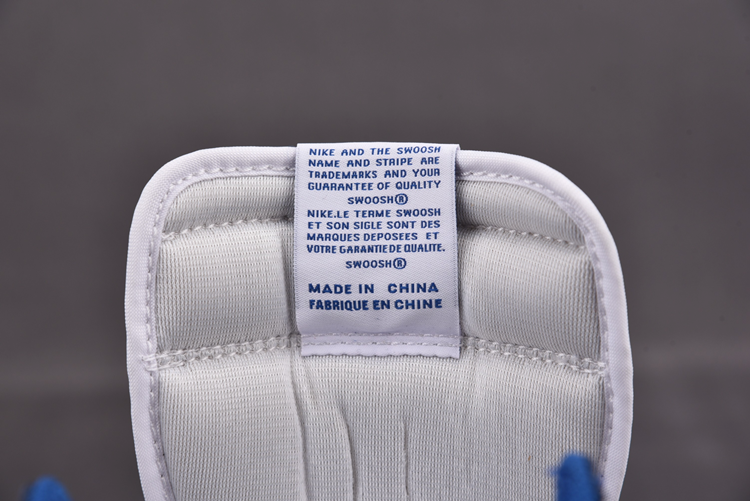 NIKE AND THE SWOOSH
NAME AND STRIPE ARE
TRADEMARKS AND YOUR
GUARANTEE OF QUALITY
SWOOSH®
NIKE.LE TERME SWOOSH
ET SON SIGLE SONT DES
MARQUES DEPOSEES ET
VOTRE GARANTIE DE QUALITE.
SWOOSH®
MADE IN CHINA
FABRIQUE EN CHINE